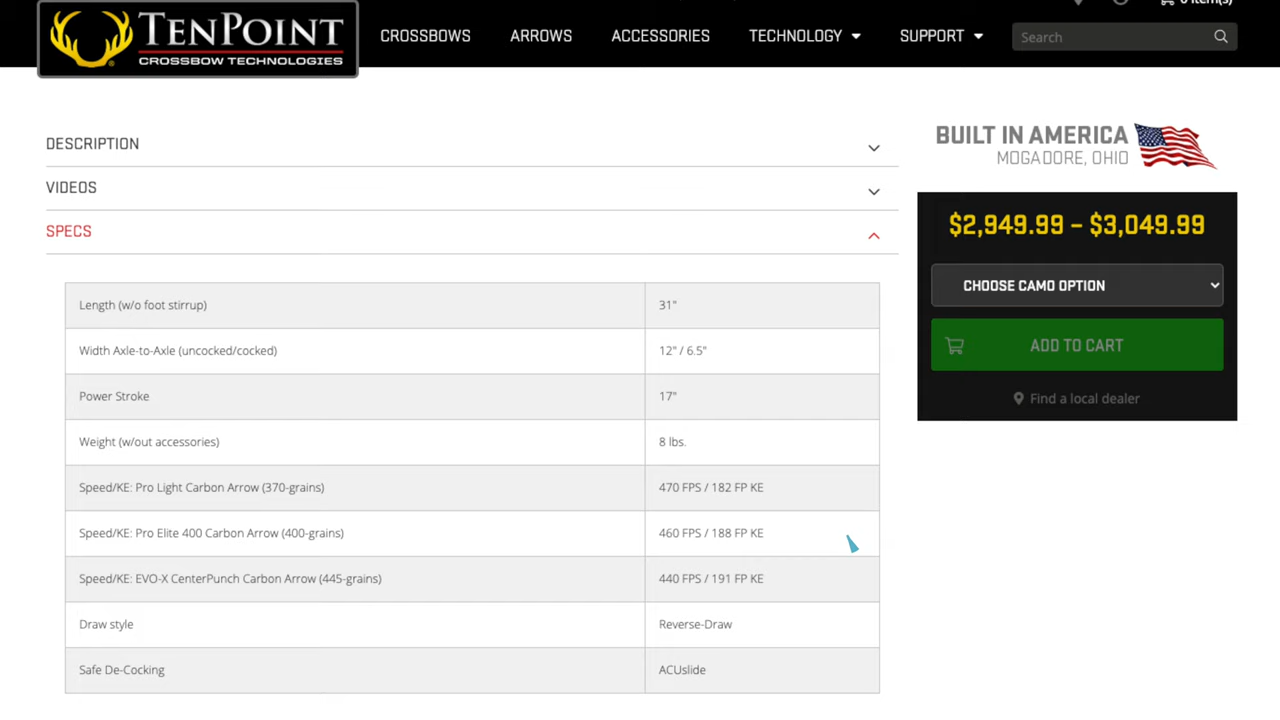 0 item(s)
TENPOINT
CROSSBOW TECHNOLOGIES
CROSSBOWS
ARROWS
ACCESSORIES
TECHNOLOGY
SUPPORT
Search
DESCRIPTION
VIDEOS
SPECS
Length (w/o foot stirrup) 31"
Width Axle-to-Axle (uncocked/cocked) 12" / 6.5"
Power Stroke 17"
Weight (w/out accessories) 8 lbs.
Speed/KE: Pro Light Carbon Arrow (370-grains) 470 FPS / 182 FP KE
Speed/KE: Pro Elite 400 Carbon Arrow (400-grains) 460 FPS / 188 FP KE
Speed/KE: EVO-X CenterPunch Carbon Arrow (445-grains) 440 FPS / 191 FP KE
Draw style Reverse-Draw
Safe De-Cocking ACUslide
BUILT IN AMERICA
MOGADORE, OHIO
$2,949.99 – $3,049.99
CHOOSE CAMO OPTION
ADD TO CART
Find a local dealer